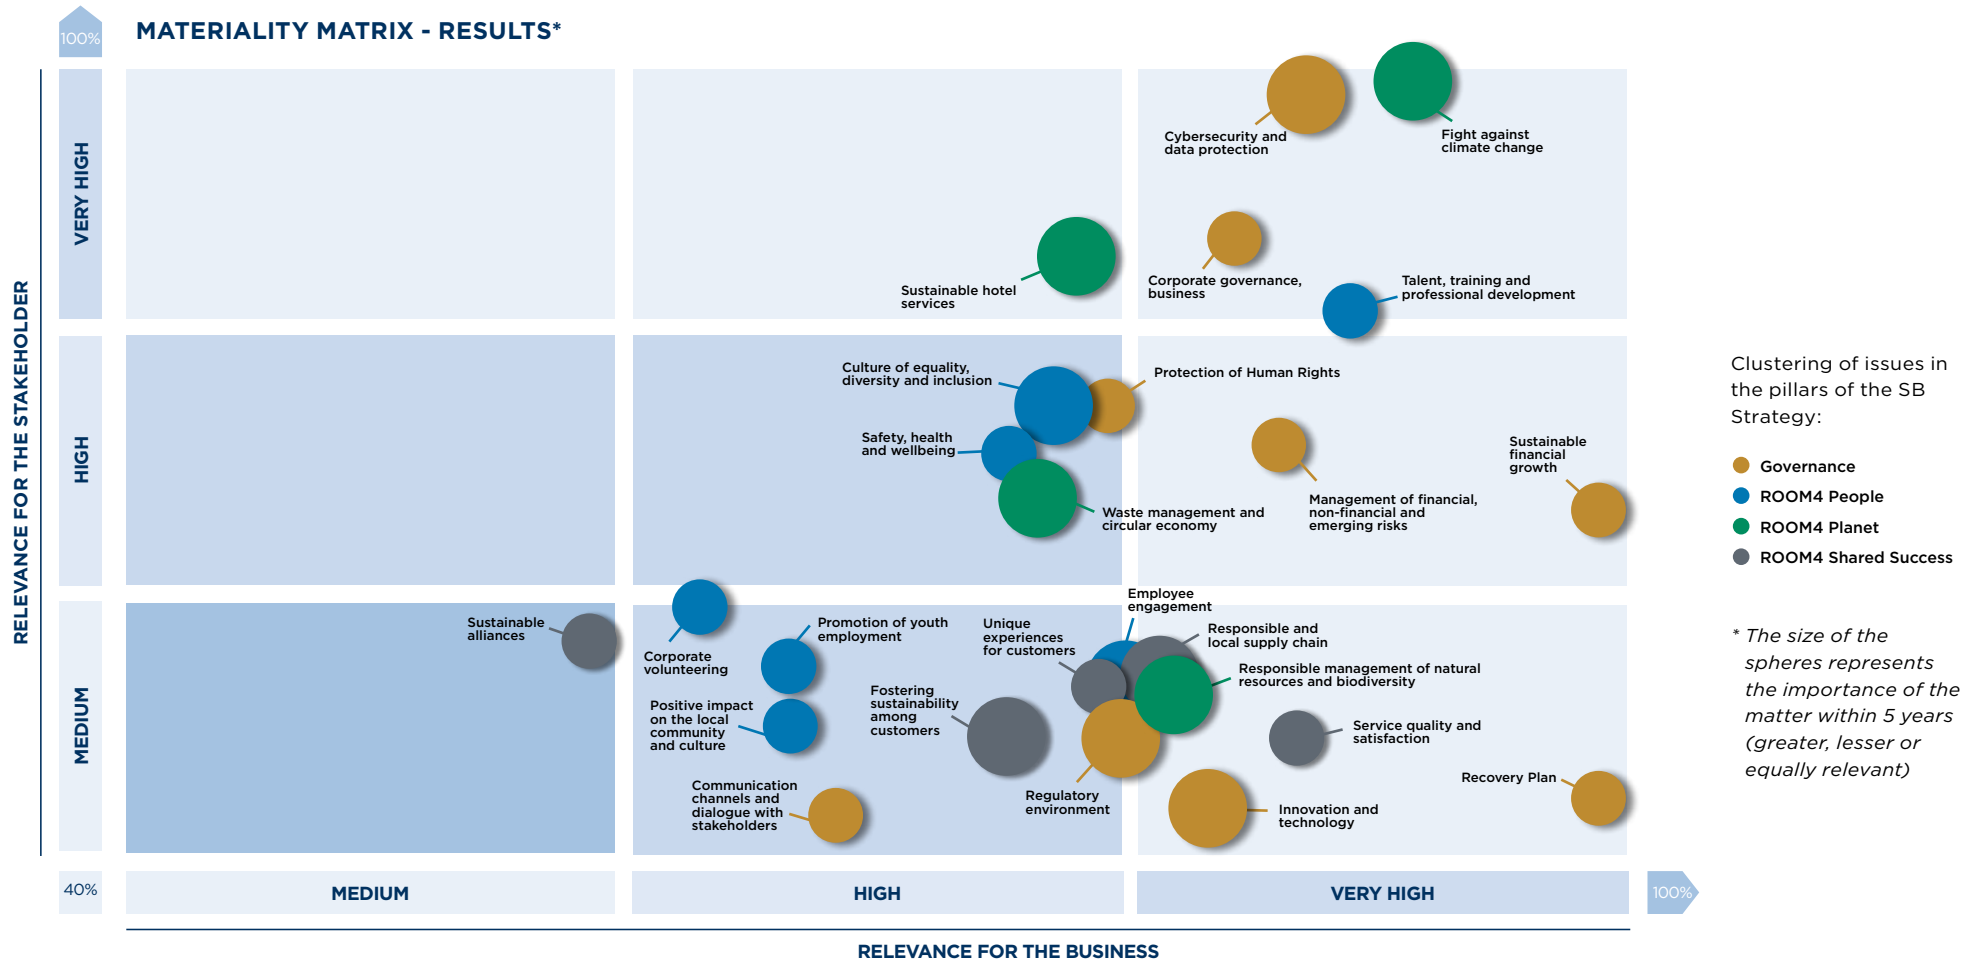 100%
MATERIALITY MATRIX - RESULTS*
RELEVANCE FOR THE STAKEHOLDER
VERY HIGH
HIGH
MEDIUM
Cybersecurity and
data protection
Fight against
climate change
Sustainable hotel
services
Corporate governance,
business
Talent, training and
professional development
Culture of equality,
diversity and inclusion
Protection of Human Rights
Safety, health
and wellbeing
Waste management and
circular economy
Management of financial,
non-financial and
emerging risks
Sustainable
financial
growth
Sustainable
alliances
Corporate
volunteering
Promotion of youth
employment
Positive impact
on the local
community
and culture
Fostering
sustainability
among
customers
Communication
channels and
dialogue with
stakeholders
Unique
experiences
for customers
Employee
engagement
Responsible and
local supply chain
Responsible management of natural
resources and biodiversity
Regulatory
environment
Service quality and
satisfaction
Innovation and
technology
Recovery Plan
40%
MEDIUM
HIGH
VERY HIGH
100%
RELEVANCE FOR THE BUSINESS
Clustering of issues in
the pillars of the SB
Strategy:
Governance
ROOM4 People
ROOM4 Planet
ROOM4 Shared Success
* The size of the
spheres represents
the importance of the
matter within 5 years
(greater, lesser or
equally relevant)